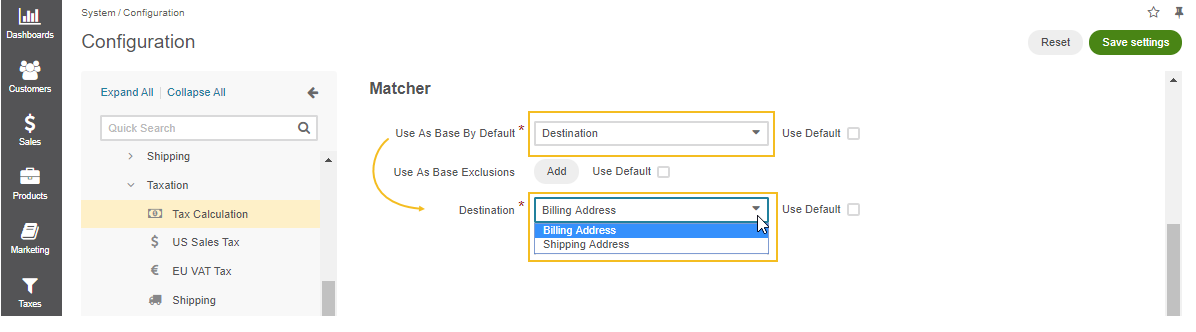 Dashboards
Customers
Sales
Products
Marketing
Taxes
System / Configuration
Configuration
Reset
Save settings
Expand All | Collapse All
Quick Search
Shipping
Taxation
Tax Calculation
$ US Sales Tax
€ EU VAT Tax
Shipping
Matcher
Use As Base By Default * Destination Use Default
Use As Base Exclusions Add Use Default
Destination * Billing Address Use Default
Billing Address
Shipping Address